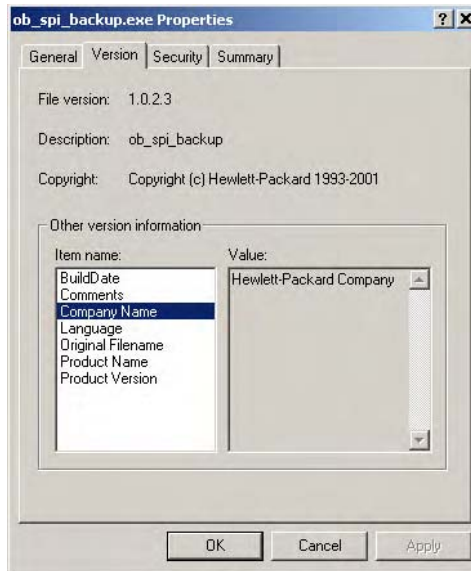 ob_spi_backup.exe Properties
General Version Security Summary
File version: 1.0.2.3
Description: ob_spi_backup
Copyright: Copyright (c) Hewlett-Packard 1993-2001
Other version information
Item name: Value:
BuildDate Hewlett-Packard Company
Comments
Company Name
Language
Original Filename
Product Name
Product Version
OK Cancel Apply